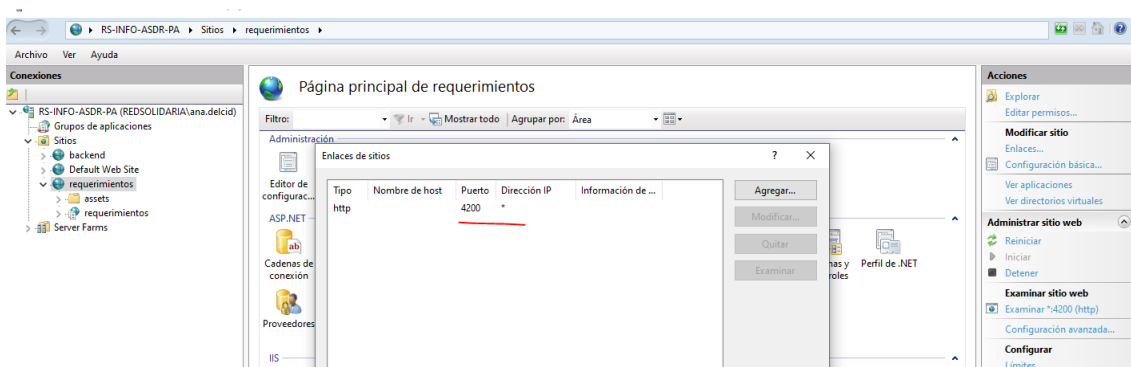 RS-INFO-ASDR-PA ▸ Sitios ▸ requerimientos ▸
Archivo Ver Ayuda
Conexiones
RS-INFO-ASDR-PA (REDSOLIDARIA\ana.delcid)
Grupos de aplicaciones
Sitios
backend
Default Web Site
requerimientos
assets
requerimientos
Server Farms
Página principal de requerimientos
Filtro: Ir Mostrar todo Agrupar por: Área
Administración
Editor de
configurac...
ASP.NET
Cadenas de
conexión
Proveedores
IIS
Enlaces de sitios ? X
Tipo Nombre de host Puerto Dirección IP Información de ...
http 4200 *
Agregar...
Modificar...
Quitar
Examinar
Perfil de .NET
roles
Acciones
Explorar
Editar permisos...
Modificar sitio
Enlaces...
Configuración básica...
Ver aplicaciones
Ver directorios virtuales
Administrar sitio web
Reiniciar
Iniciar
Detener
Examinar sitio web
Examinar *:4200 (http)
Configuración avanzada...
Configurar
Límites